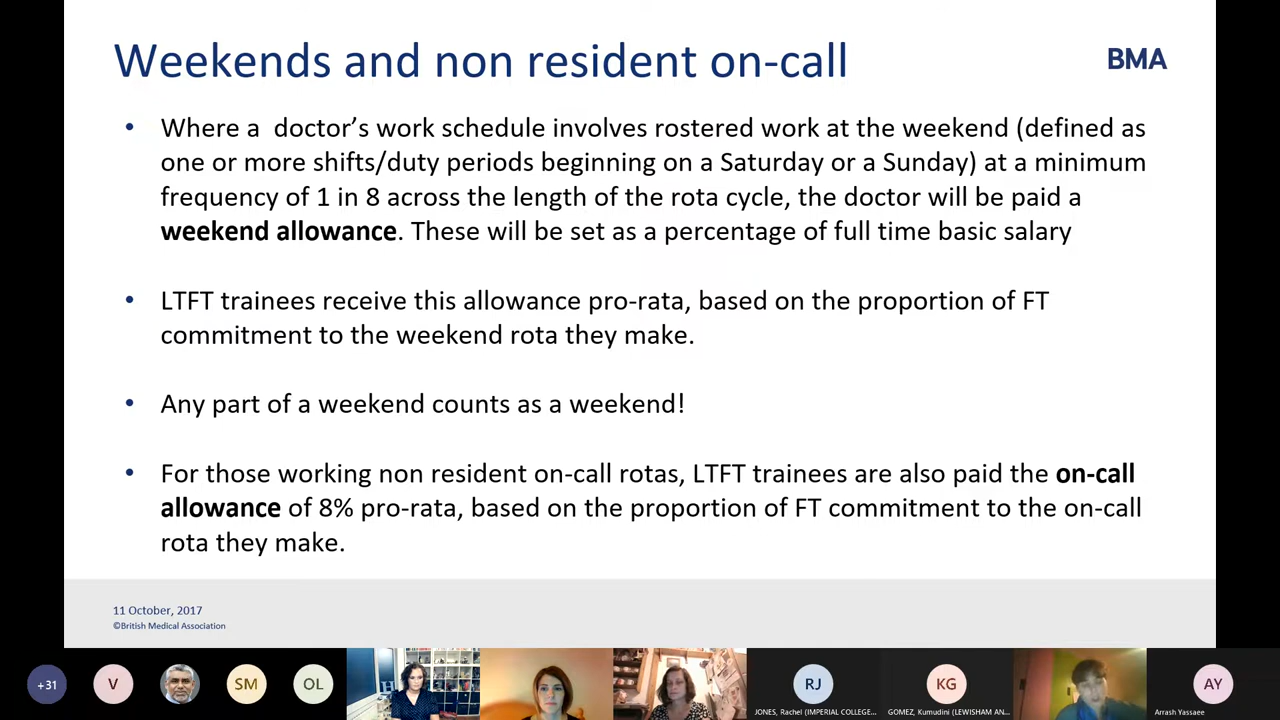 Weekends and non resident on-call
BMA
• Where a doctor's work schedule involves rostered work at the weekend (defined as
one or more shifts/duty periods beginning on a Saturday or a Sunday) at a minimum
frequency of 1 in 8 across the length of the rota cycle, the doctor will be paid a
weekend allowance. These will be set as a percentage of full time basic salary
• LTFT trainees receive this allowance pro-rata, based on the proportion of FT
commitment to the weekend rota they make.
• Any part of a weekend counts as a weekend!
• For those working non resident on-call rotas, LTFT trainees are also paid the on-call
allowance of 8% pro-rata, based on the proportion of FT commitment to the on-call
rota they make.
11 October, 2017
©British Medical Association
+31
V
SM
OL
RJ
JONES, Rachel (IMPERIAL COLLEGE...
KG
GOMEZ, Kumudini (LEWISHAM AN...
AY
Arrash Yassaee